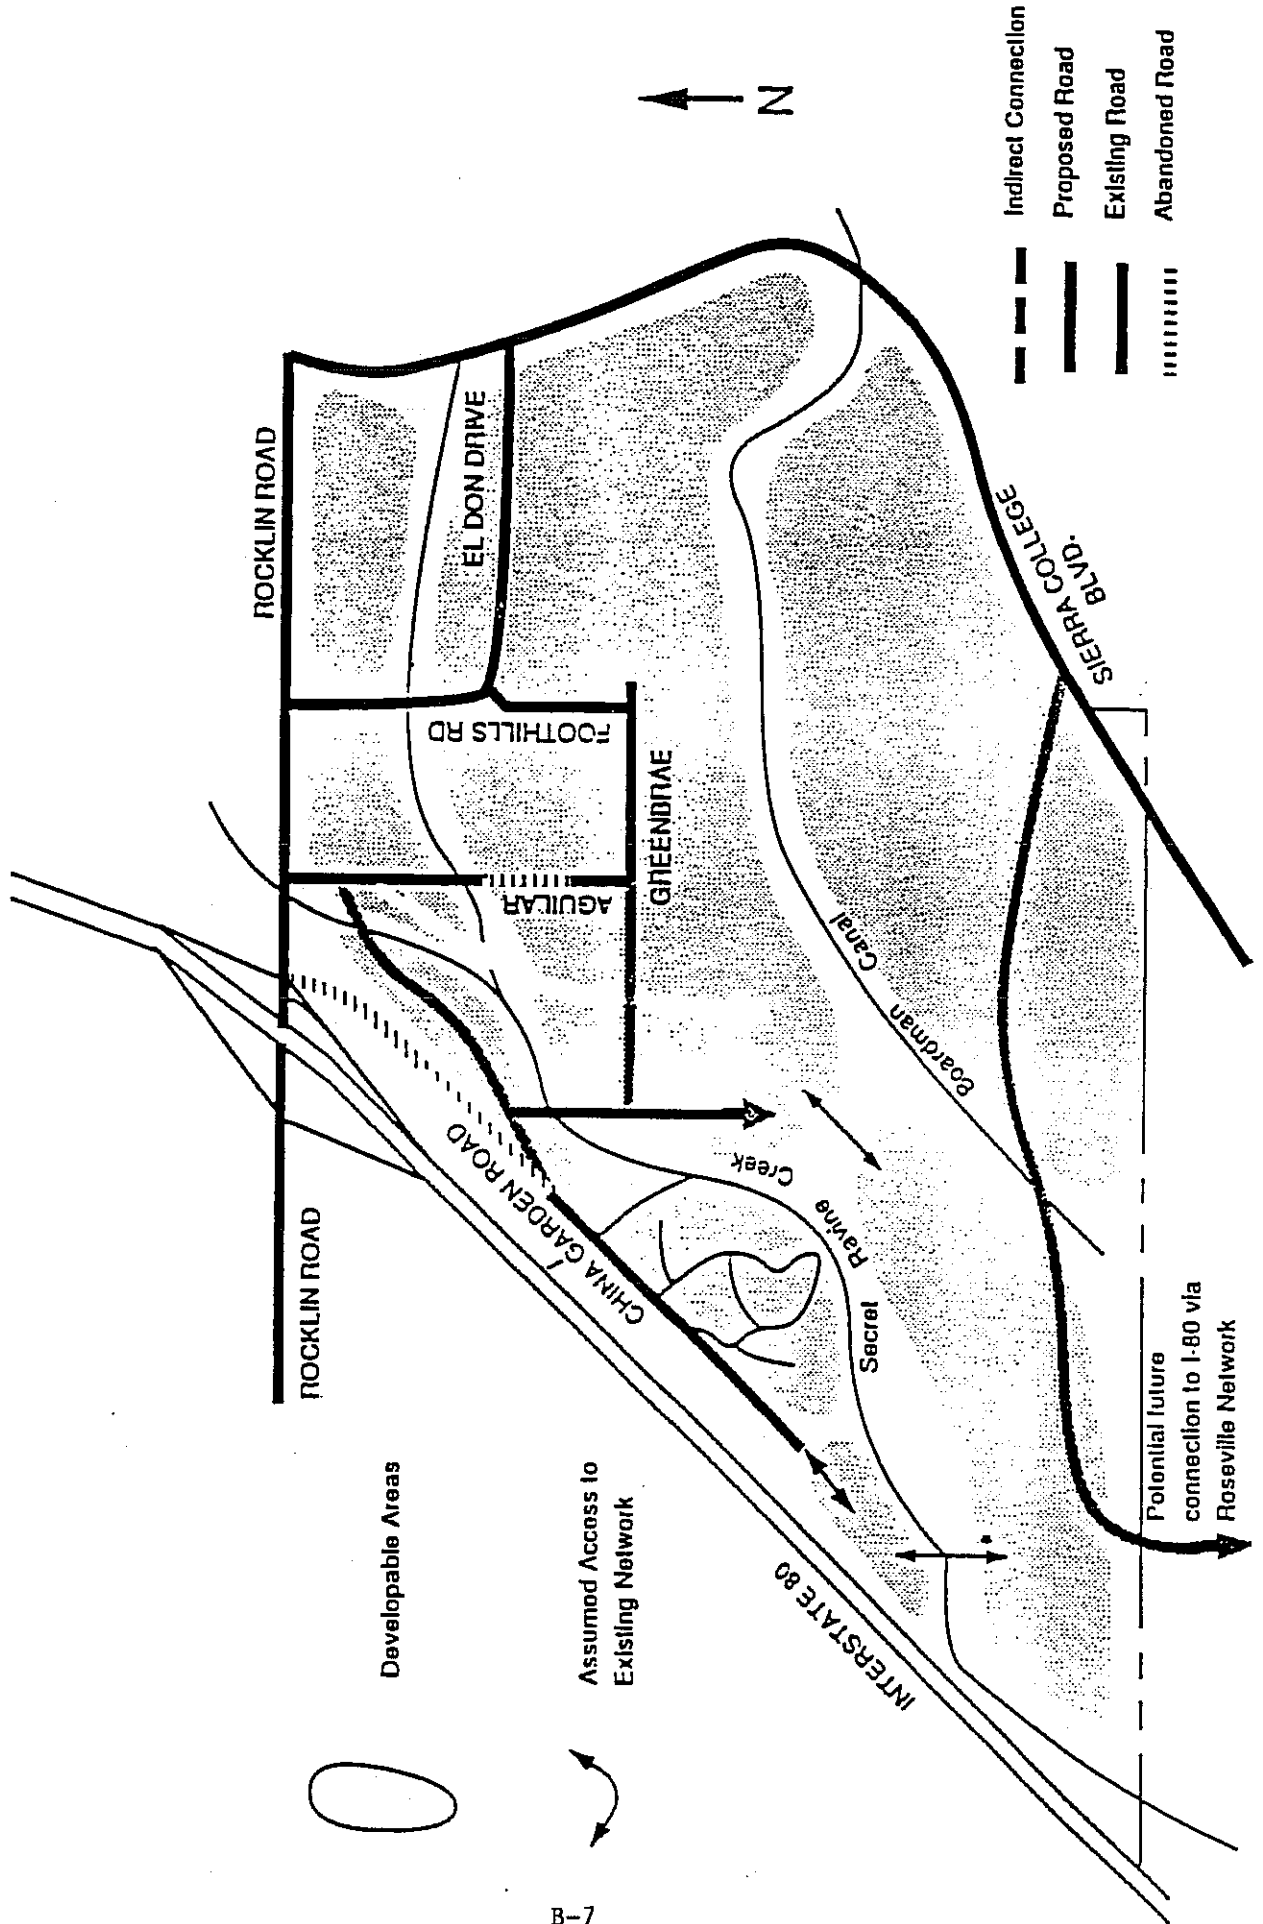 ROCKLIN ROAD
ROCKLIN ROAD
EL DON DRIVE
FOOTHILLS RD
AGUILAR
GREENBRAE
CHINA GARDEN ROAD
INTERSTATE 80
Secret
Ravine
Creek
Boardman
Canal
SIERRA COLLEGE
BLVD.
N
Developable Areas
Assumed Access to
Existing Network
Potential future
connection to I-80 via
Roseville Network
Indirect Connection
Proposed Road
Existing Road
Abandoned Road
B-7